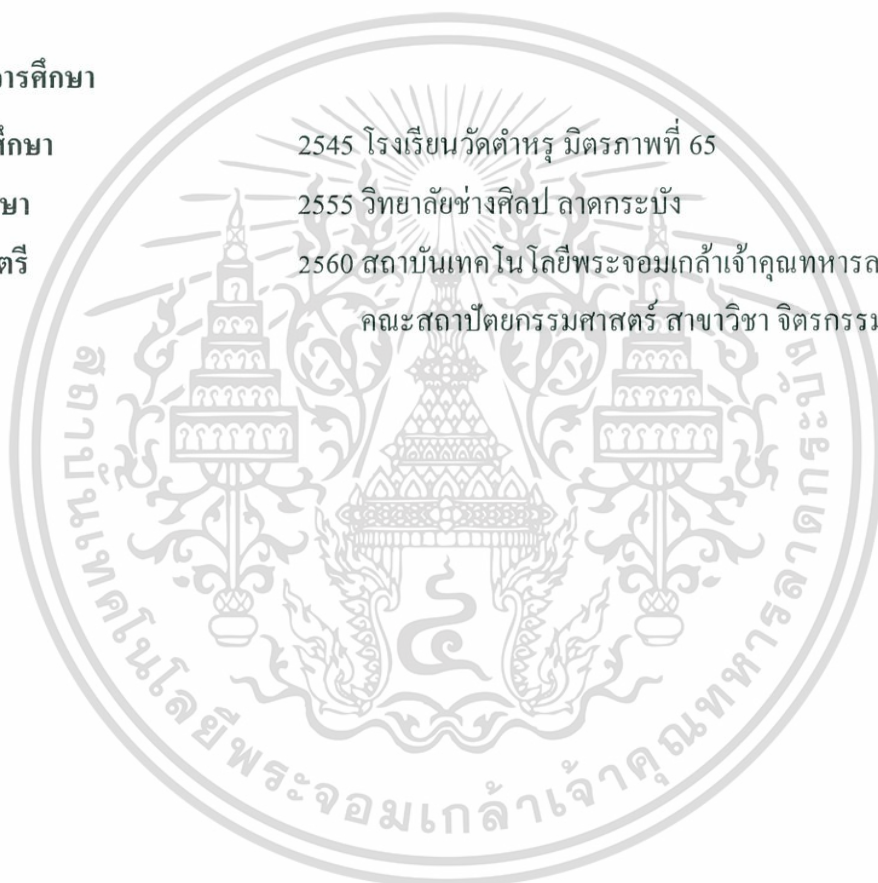 ารศึกษา
ศึกษา 2545 โรงเรียนวัดตำหรุ มิตรภาพที่ 65
ษา 2555 วิทยาลัยช่างศิลป ลาดกระบัง
ตรี 2560 สถาบันเทคโนโลยีพระจอมเกล้าเจ้าคุณทหารล
คณะสถาปัตยกรรมศาสตร์ สาขาวิชา จิตรกรรม
สถาบันเทคโนโลยีพระจอมเกล้าเจ้าคุณทหารลาดกระบัง